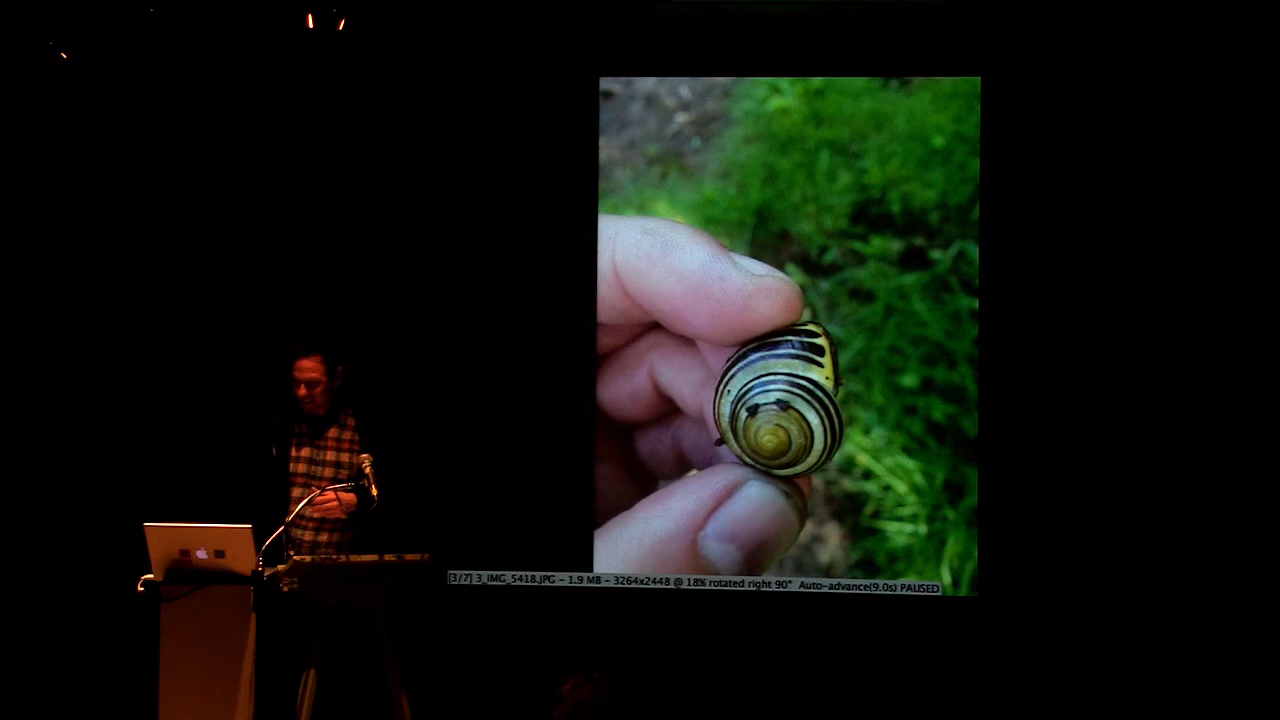 [3/7] 3_IMG_5418.JPG - 1.9 MB - 3264x2448 @ 18% rotated right 90° Auto-advance(9.0s) PAUSED